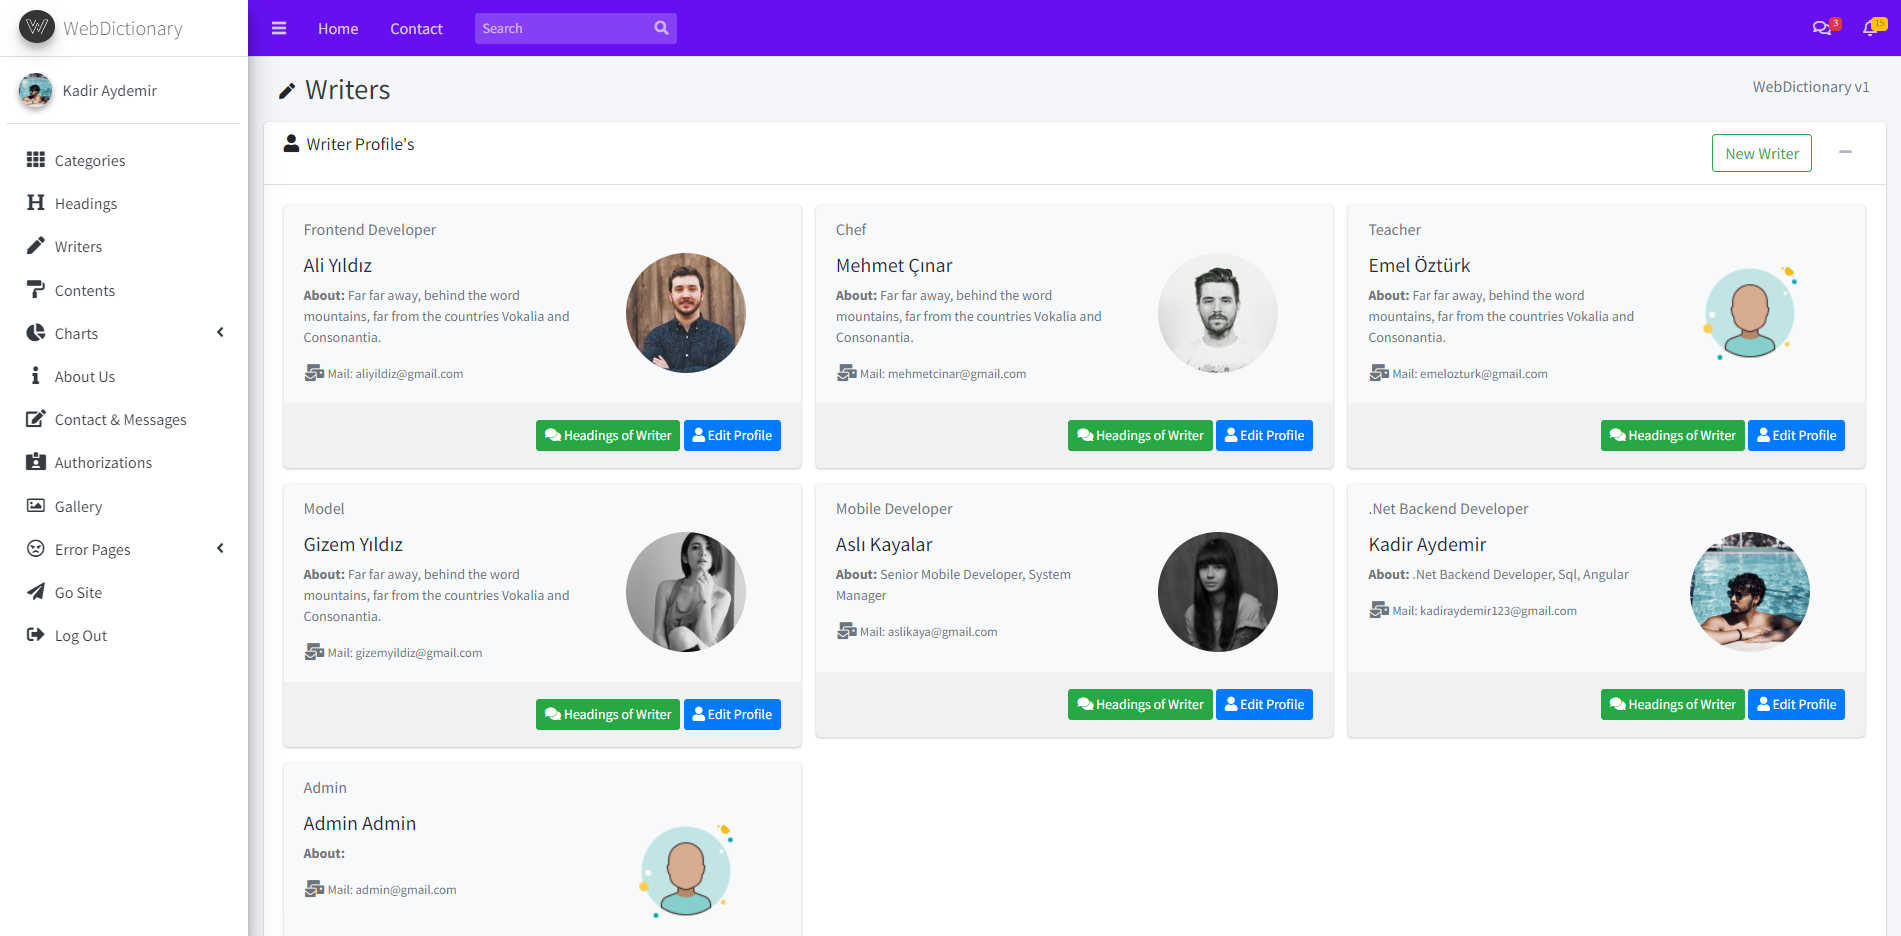 WebDictionary
Home
Contact
Search
3
15
Kadir Aydemir
Categories
Headings
Writers
Contents
Charts
About Us
Contact & Messages
Authorizations
Gallery
Error Pages
Go Site
Log Out
Writers
WebDictionary v1
Writer Profile's
New Writer
Frontend Developer
Ali Yıldız
About: Far far away, behind the word
mountains, far from the countries Vokalia and
Consonantia.
Mail: aliyildiz@gmail.com
Headings of Writer
Edit Profile
Chef
Mehmet Çınar
About: Far far away, behind the word
mountains, far from the countries Vokalia and
Consonantia.
Mail: mehmetcinar@gmail.com
Headings of Writer
Edit Profile
Teacher
Emel Öztürk
About: Far far away, behind the word
mountains, far from the countries Vokalia and
Consonantia.
Mail: emelozturk@gmail.com
Headings of Writer
Edit Profile
Model
Gizem Yıldız
About: Far far away, behind the word
mountains, far from the countries Vokalia and
Consonantia.
Mail: gizemyildiz@gmail.com
Headings of Writer
Edit Profile
Mobile Developer
Aslı Kayalar
About: Senior Mobile Developer, System
Manager
Mail: aslikaya@gmail.com
Headings of Writer
Edit Profile
.Net Backend Developer
Kadir Aydemir
About: .Net Backend Developer, Sql, Angular
Mail: kadiraydemir123@gmail.com
Headings of Writer
Edit Profile
Admin
Admin Admin
About:
Mail: admin@gmail.com